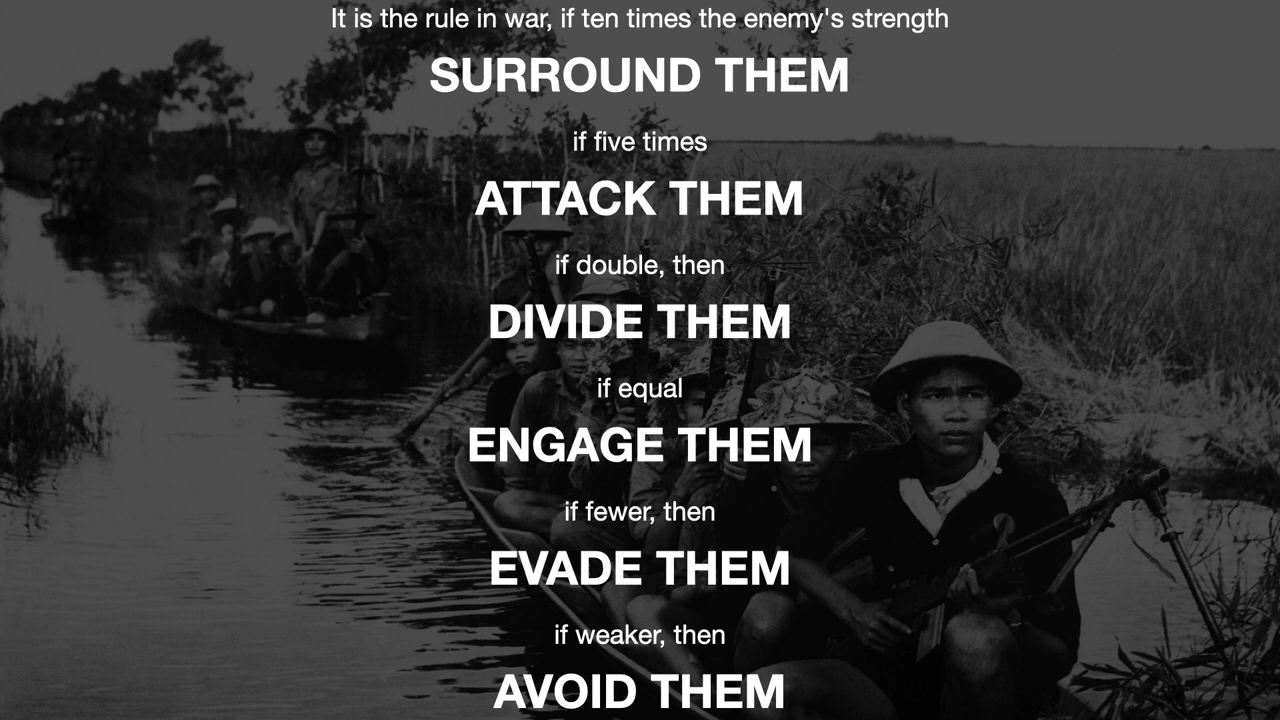 It is the rule in war, if ten times the enemy's strength
SURROUND THEM
if five times
ATTACK THEM
if double, then
DIVIDE THEM
if equal
ENGAGE THEM
if fewer, then
EVADE THEM
if weaker, then
AVOID THEM